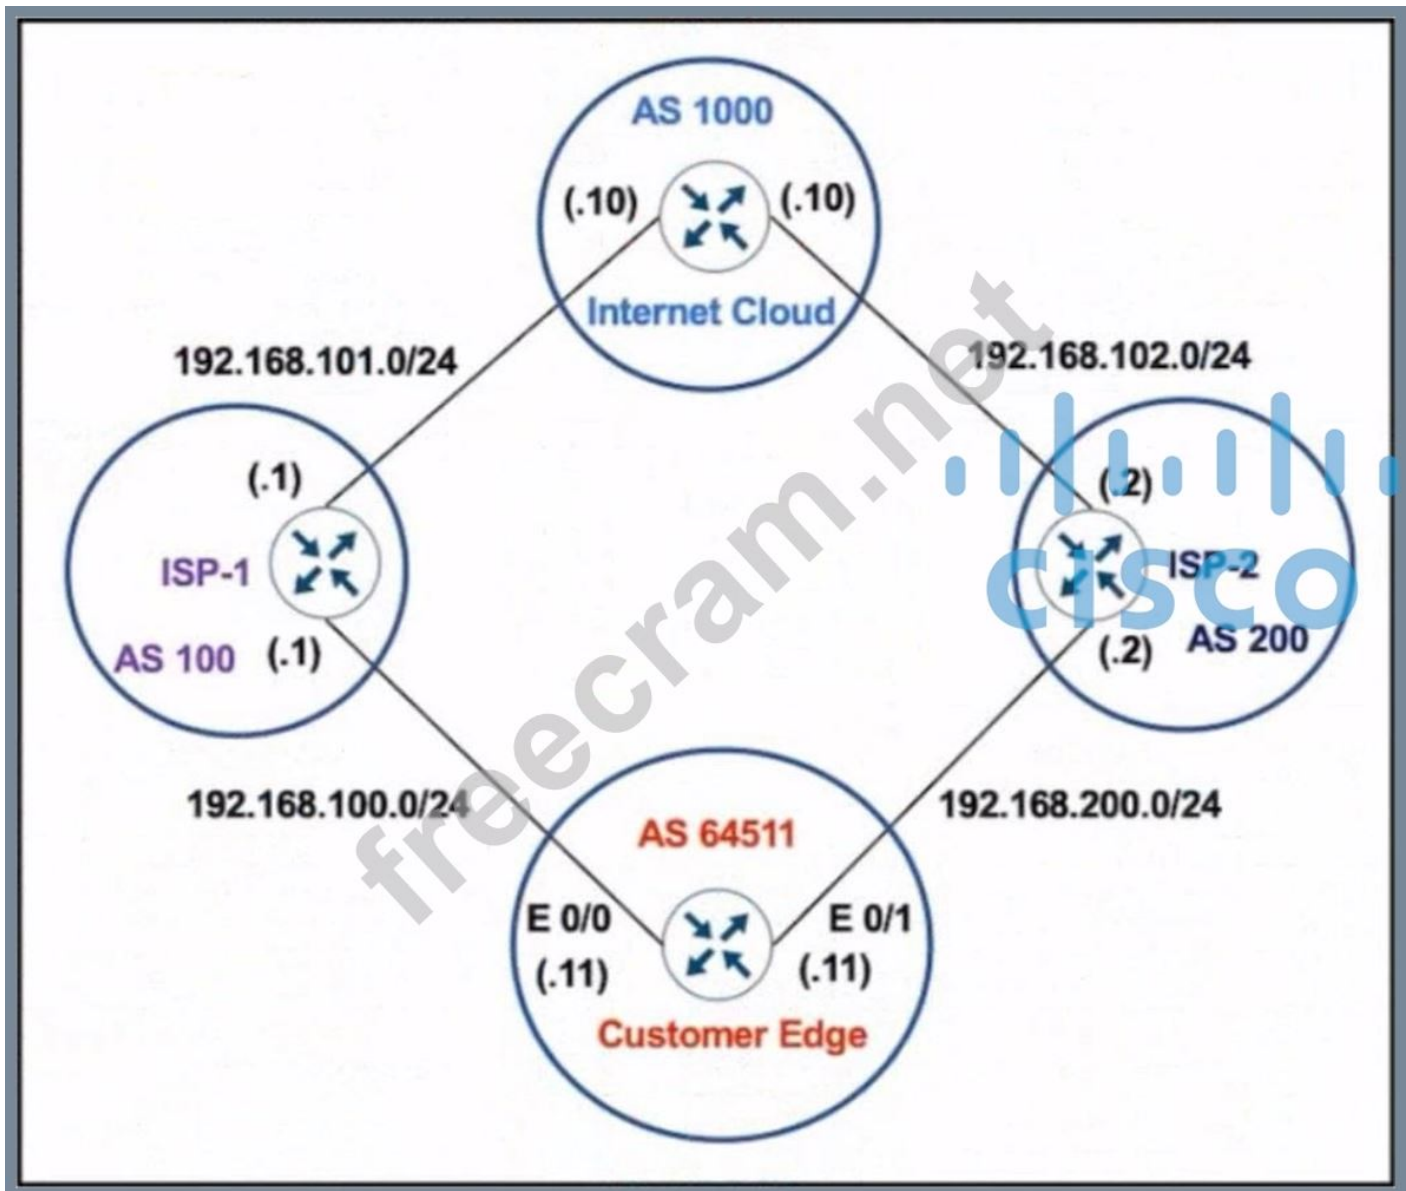 AS 1000
(.10)
(.10)
Internet Cloud
192.168.101.0/24
192.168.102.0/24
(.1)
(.2)
ISP-1
ISP-2
cisco
AS 100
(.1)
(.2)
AS 200
192.168.100.0/24
192.168.200.0/24
AS 64511
E 0/0
E 0/1
(.11)
(.11)
Customer Edge
freecram.net